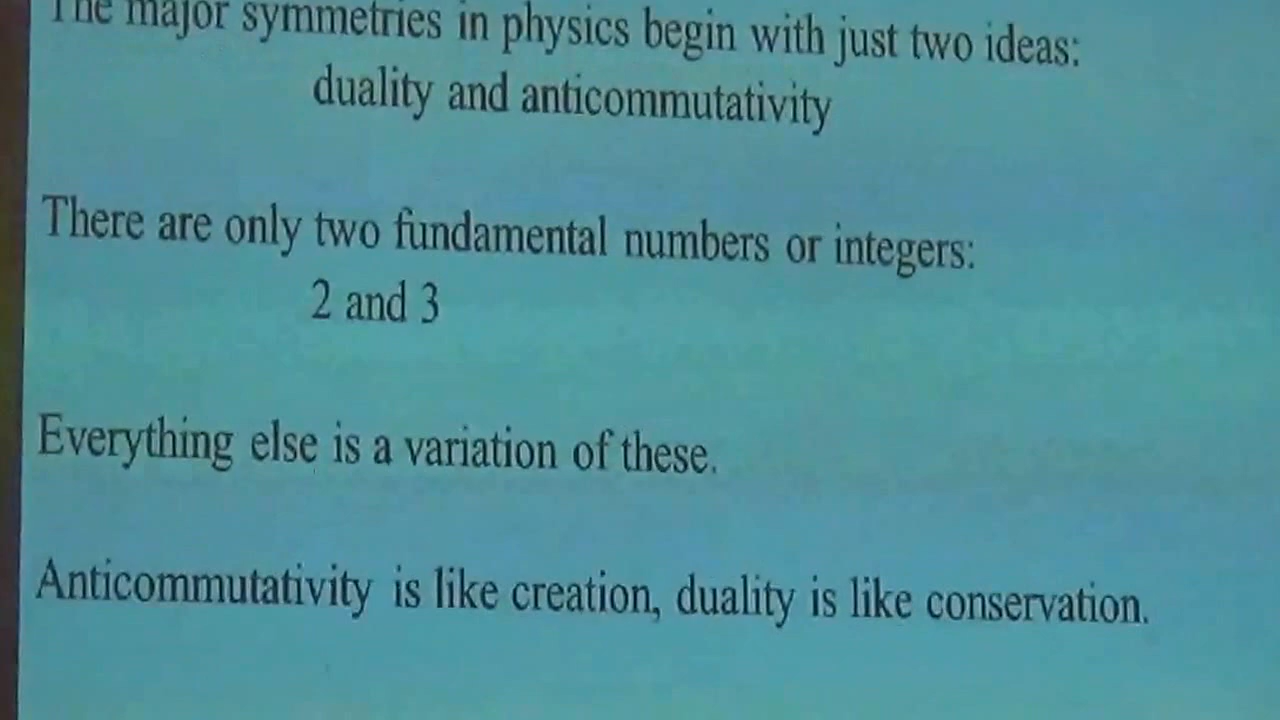 The major symmetries in physics begin with just two ideas:
duality and anticommutativity
There are only two fundamental numbers or integers:
2 and 3
Everything else is a variation of these.
Anticommutativity is like creation, duality is like conservation.